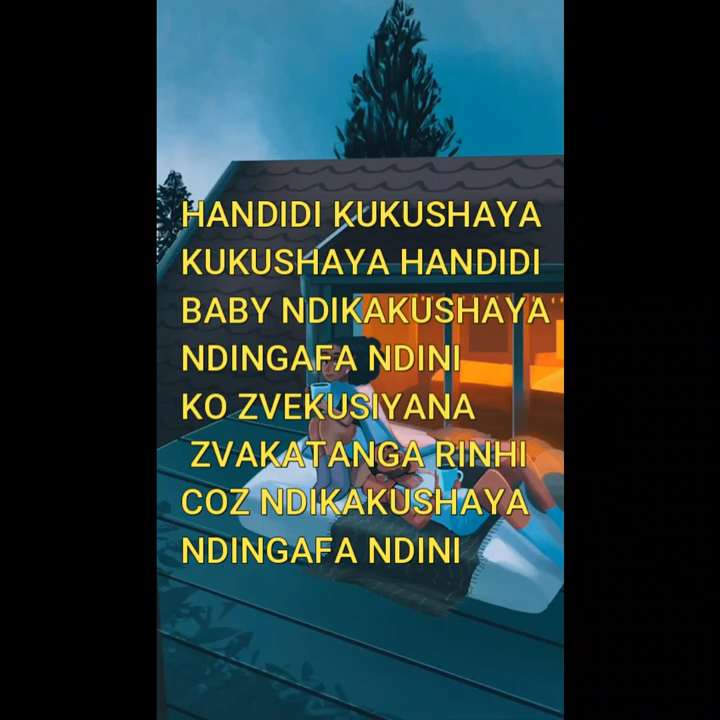 HANDIDI KUKUSHAYA
KUKUSHAYA HANDIDI
BABY NDIKAKUSHAYA
NDINGAFA NDINI
KO ZVEKUSIYANA
ZVAKATANGA RINHI
COZ NDIKAKUSHAYA
NDINGAFA NDINI